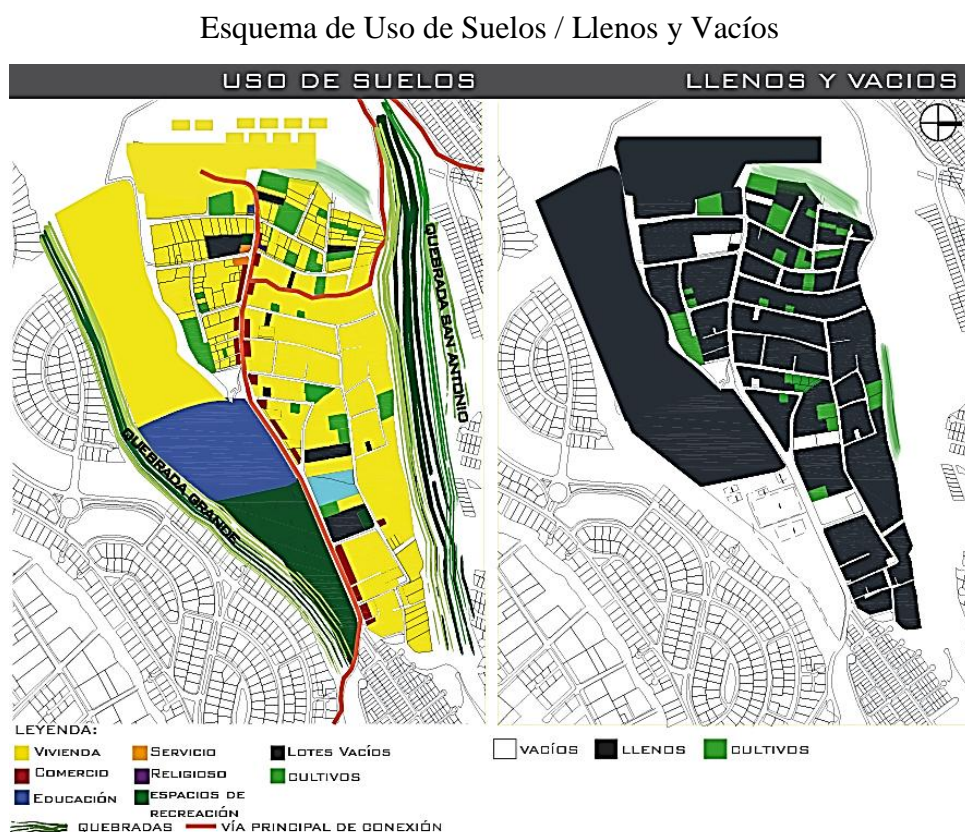 Esquema de Uso de Suelos / Llenos y Vacíos
USO DE SUELOS
LLENOS Y VACIOS
QUEBRADA SAN ANTONIO
QUEBRADA GRANDE
LEYENDA:
VIVIENDA
SERVICIO
LOTES VACÍOS
COMERCIO
RELIGIOSO
CULTIVOS
EDUCACIÓN
ESPACIOS DE
RECREACIÓN
QUEBRADAS
VÍA PRINCIPAL DE CONEXIÓN
VACÍOS
LLENOS
CULTIVOS